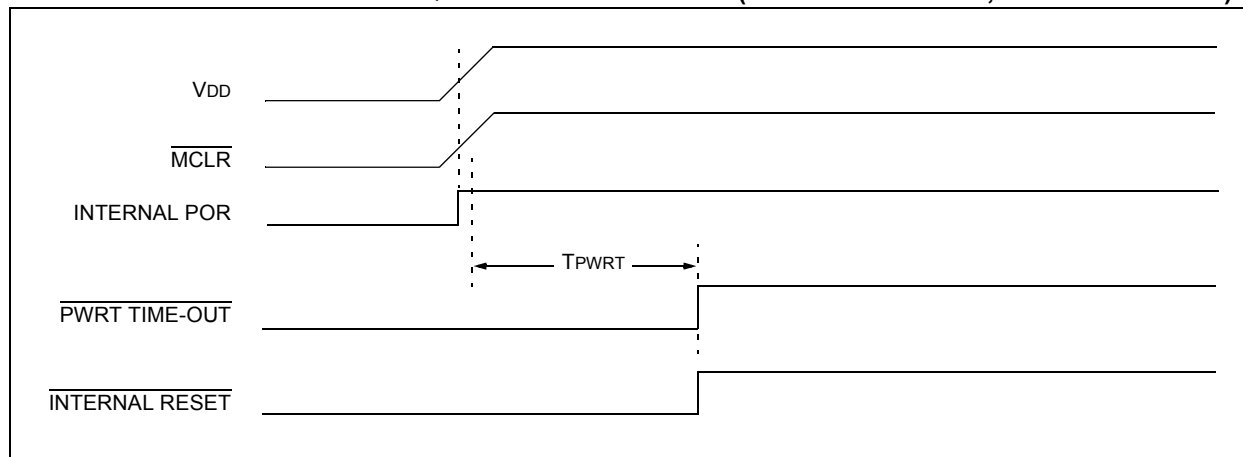 VDD
MCLR
INTERNAL POR
TPWRT
PWRT TIME-OUT
INTERNAL RESET